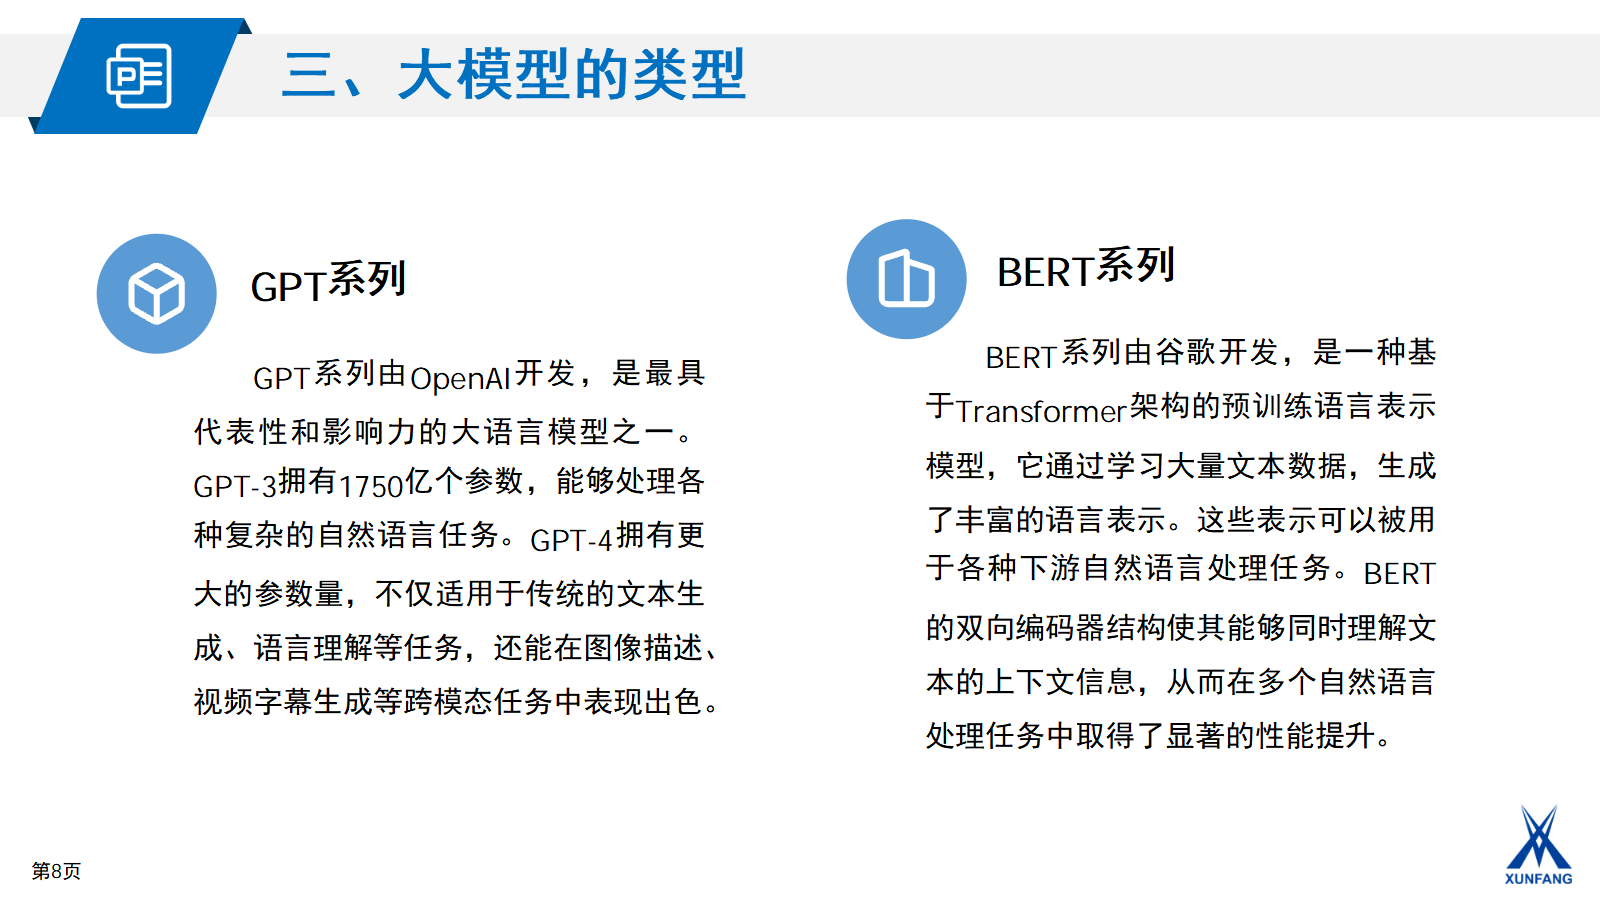 三、大模型的类型
GPT系列
GPT系列由OpenAI开发，是最具
代表性和影响力的大语言模型之一。
GPT-3拥有1750亿个参数，能够处理各
种复杂的自然语言任务。GPT-4拥有更
大的参数量，不仅适用于传统的文本生
成、语言理解等任务，还能在图像描述、
视频字幕生成等跨模态任务中表现出色。
BERT系列
BERT系列由谷歌开发，是一种基
于Transformer架构的预训练语言表示
模型，它通过学习大量文本数据，生成
了丰富的语言表示。这些表示可以被用
于各种下游自然语言处理任务。BERT
的双向编码器结构使其能够同时理解文
本的上下文信息，从而在多个自然语言
处理任务中取得了显著的性能提升。
第8页
XUNFANG